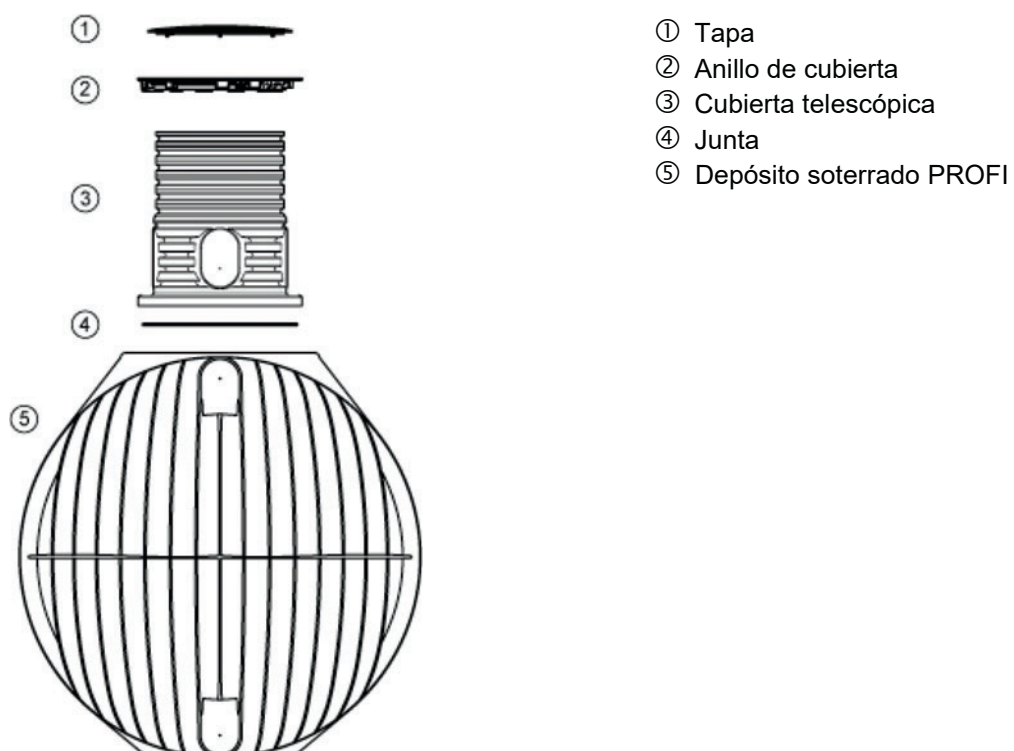 ①
②
③
④
⑤
① Tapa
② Anillo de cubierta
③ Cubierta telescópica
④ Junta
⑤ Depósito soterrado PROFI